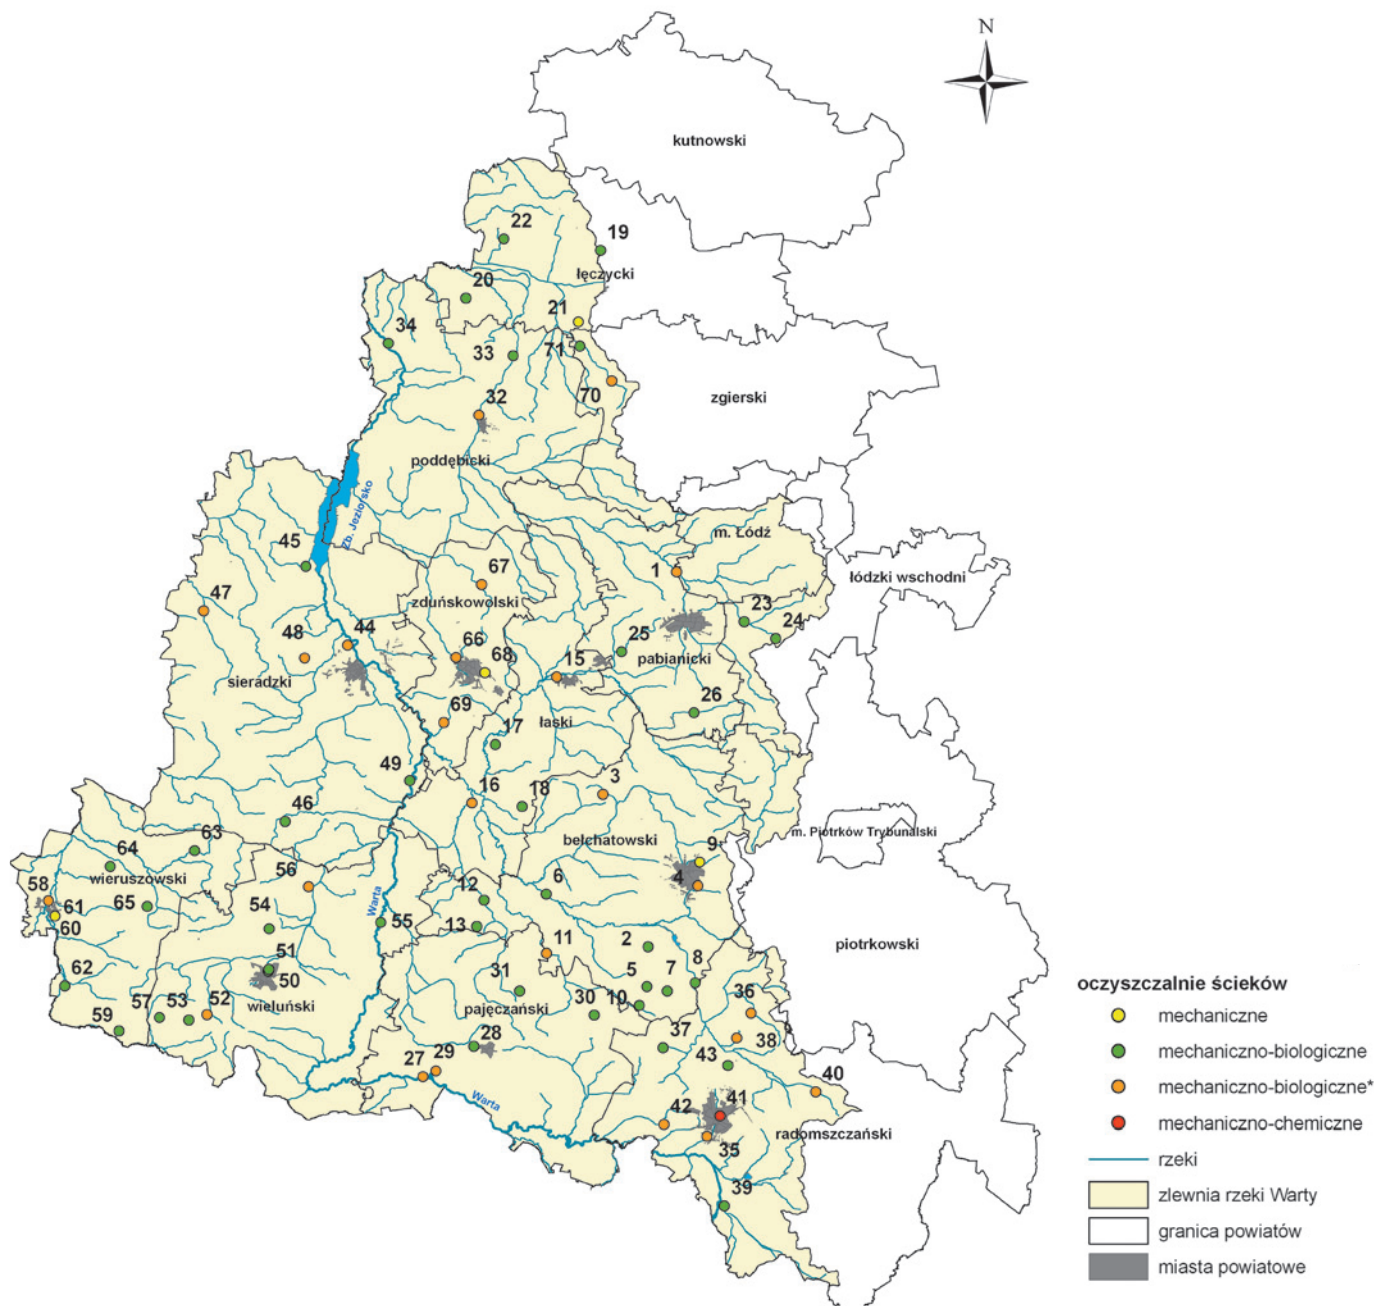 N
kutnowski
22
19
łęczycki
20
21
34
33
71
70
zgierski
32
poddębicki
Zb. Jeziorsko
m. Łódź
45
67
1
łódzki wschodni
zduńskowolski
47
23
24
48
44
66
68
25
15
pabianicki
sieradzki
69
26
17
łaski
49
16
18
3
46
m. Piotrków Trybunalski
bełchatowski
63
64
9
wieruszowski
56
4
58
6
12
61
65
54
Warta
55
13
60
piotrkowski
2
11
51
8
62
50
31
5
7
wieluński
57
53
52
pajęczański
30
10
36
59
37
38
9
28
43
27
29
40
Warta
42
41
radomszczański
35
39
oczyszczalnie ścieków
mechaniczne
mechaniczno-biologiczne
mechaniczno-biologiczne*
mechaniczno-chemiczne
rzeki
zlewnia rzeki Warty
granica powiatów
miasta powiatowe